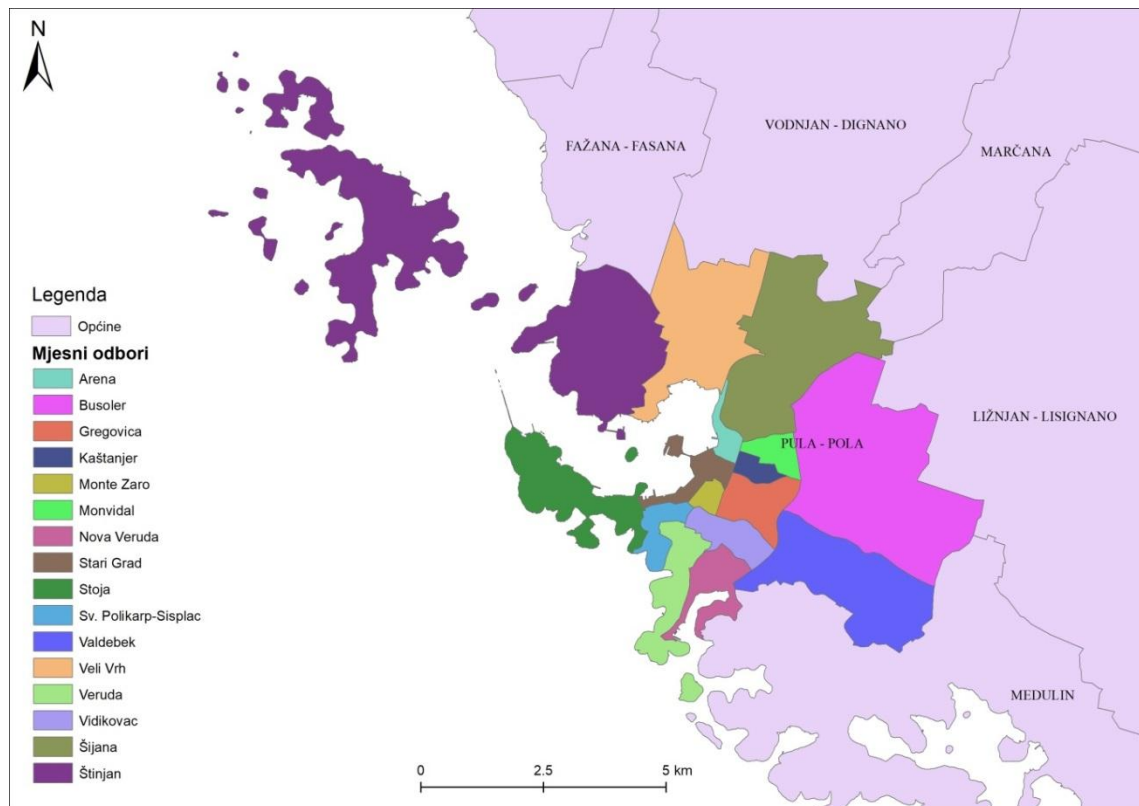 N
VODNJAN - DIGNANO
FAŽANA - FASANA
MARČANA
Legenda
Općine
Mjesni odbori
Arena
Busoler
Gregovica
Kaštanjer
Monte Zaro
Monvidal
Nova Veruda
Stari Grad
Stoja
Sv. Polikarp-Sisplac
Valdebek
Veli Vrh
Veruda
Vidikovac
Šijana
Štinjan
LIŽNJAN - LISIGNANO
PULA - POLA
MEDULIN
0 2.5 5 km